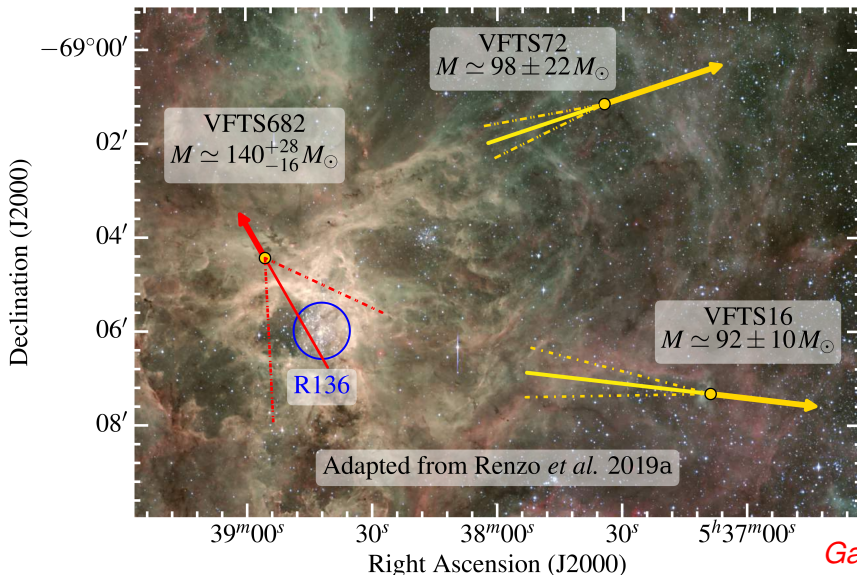 −69°00′
02′
04′
06′
08′
Declination (J2000)
VFTS72
M ≃ 98 ± 22 M⊙
VFTS682
M ≃ 140+28−16 M⊙
VFTS16
M ≃ 92 ± 10 M⊙
R136
Adapted from Renzo et al. 2019a
39m00s
30s
38m00s
30s
5h37m00s
Right Ascension (J2000)
Ga